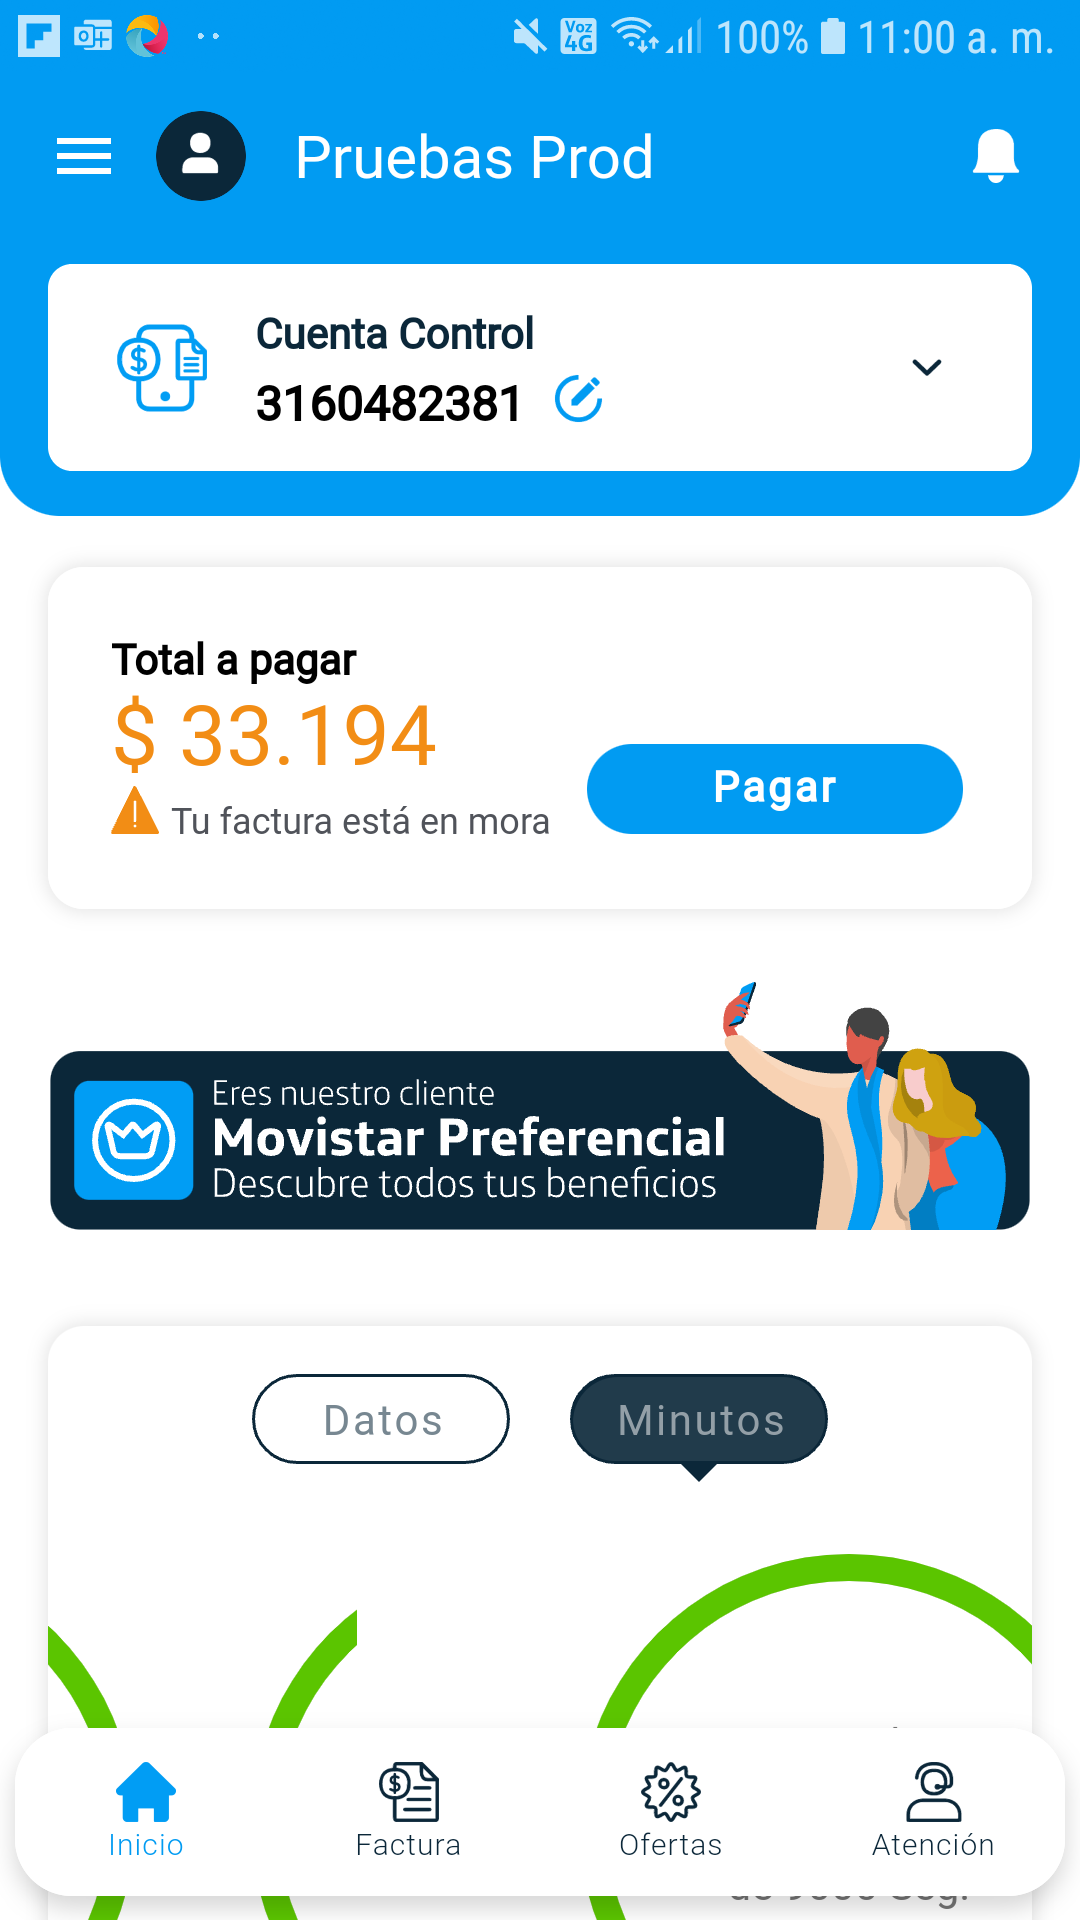 Voz 4G 100% 11:00 a. m.
Pruebas Prod
Cuenta Control
3160482381
Total a pagar
$ 33.194
Tu factura está en mora
Pagar
Eres nuestro cliente
Movistar Preferencial
Descubre todos tus beneficios
Datos
Minutos
Inicio
Factura
Ofertas
Atención